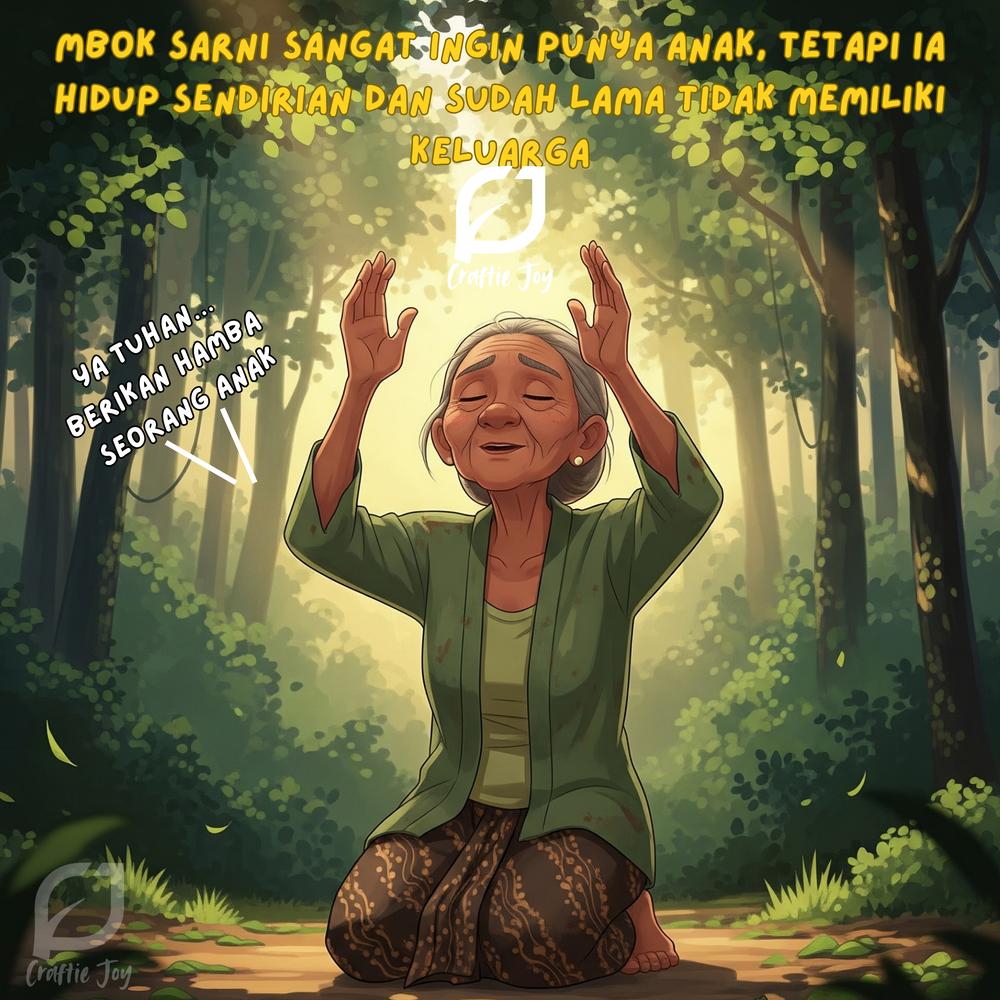 MBOK SARNI SANGAT INGIN PUNYA ANAK, TETAPI IA
HIDUP SENDIRIAN DAN SUDAH LAMA TIDAK MEMILIKI
KELUARGA
Craftie Joy
YA TUHAN...
BERIKAN HAMBA
SEORANG ANAK
Craftie Joy